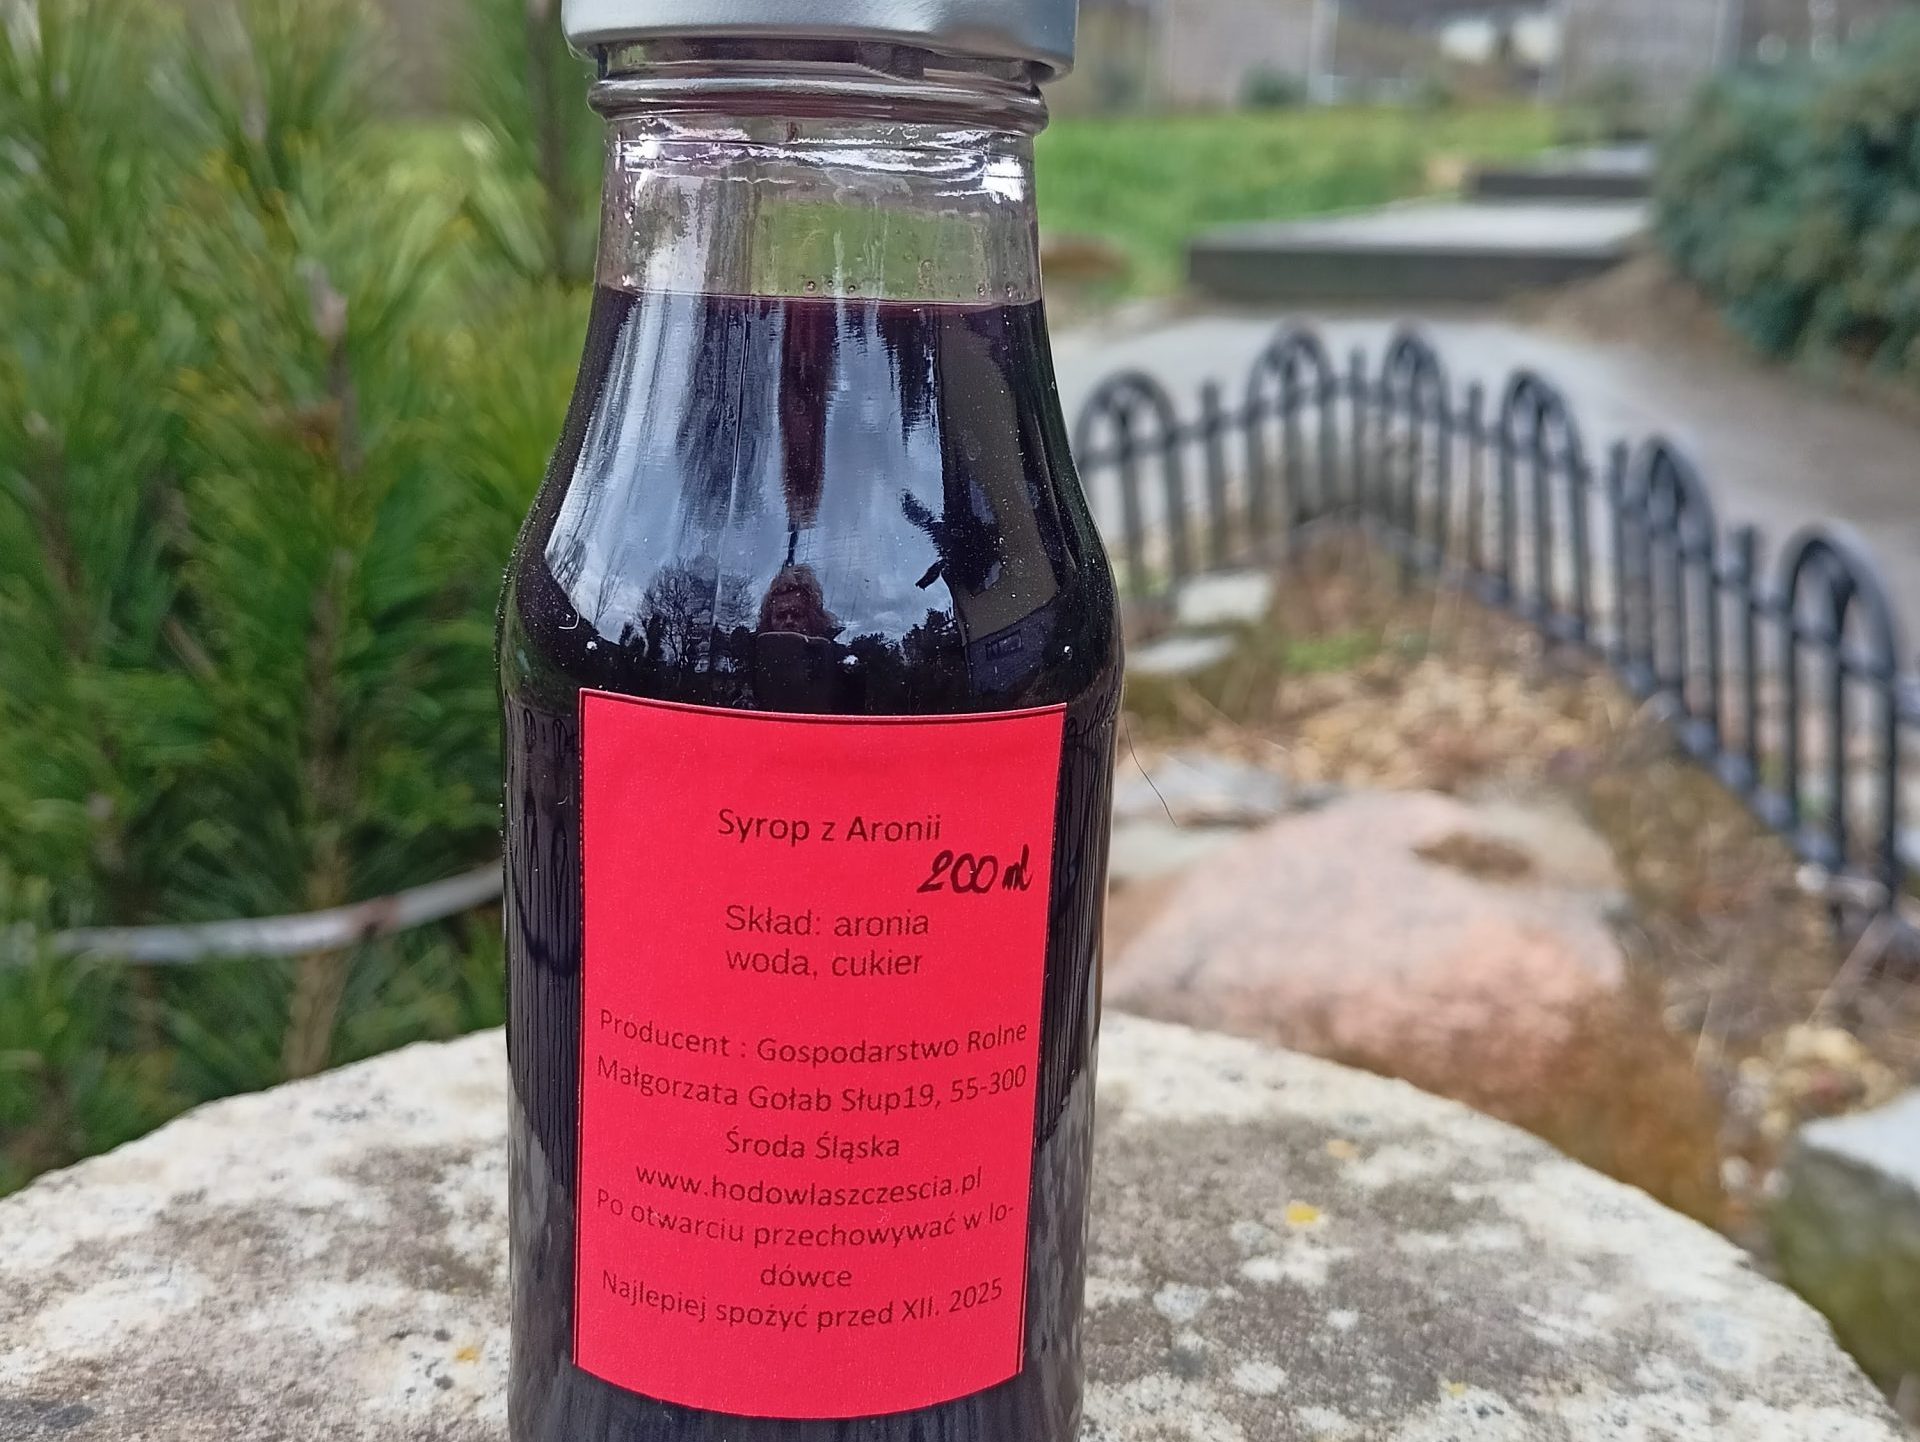 Syrop z Aronii
200 ml
Skład: aronia
woda, cukier
Producent : Gospodarstwo Rolne
Małgorzata Gołab Słup19, 55-300
Środa Śląska
www.hodowlaszczescia.pl
Po otwarciu przechowywać w lo-
dówce
Najlepiej spożyć przed XII. 2025